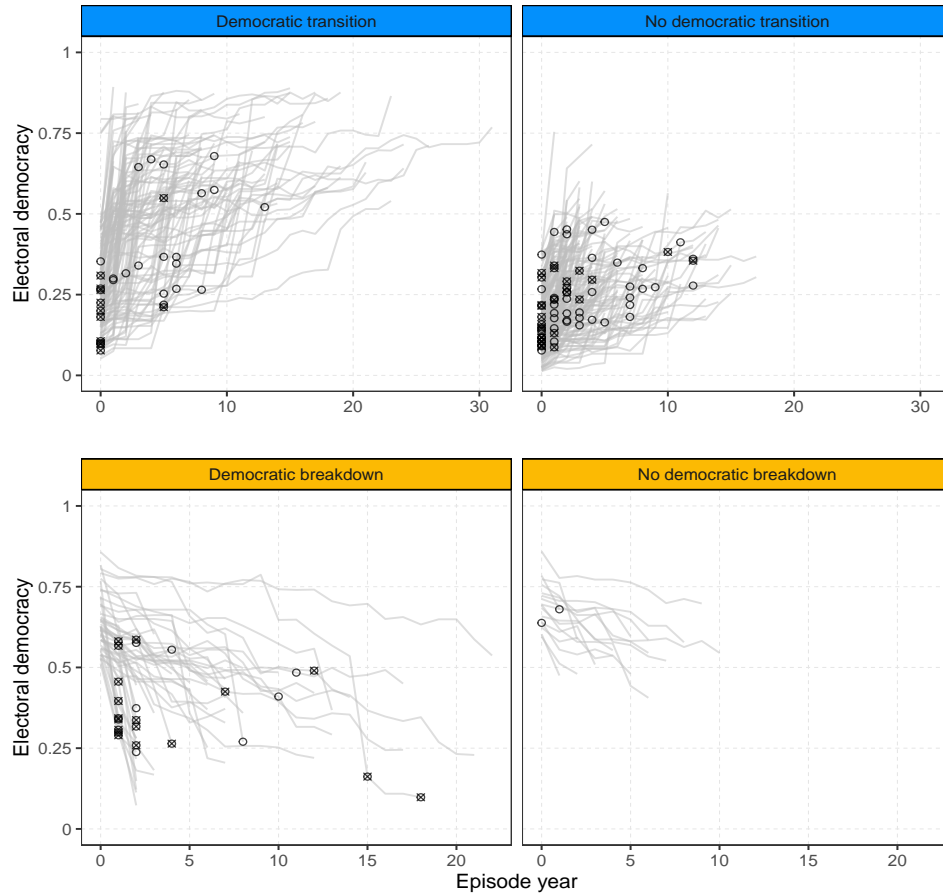 Democratic transition
No democratic transition
1
0.75
0.5
0.25
0
Electoral democracy
0 10 20 30
0 10 20 30
Democratic breakdown
No democratic breakdown
1
0.75
0.5
0.25
0
Electoral democracy
0 5 10 15 20
0 5 10 15 20
Episode year